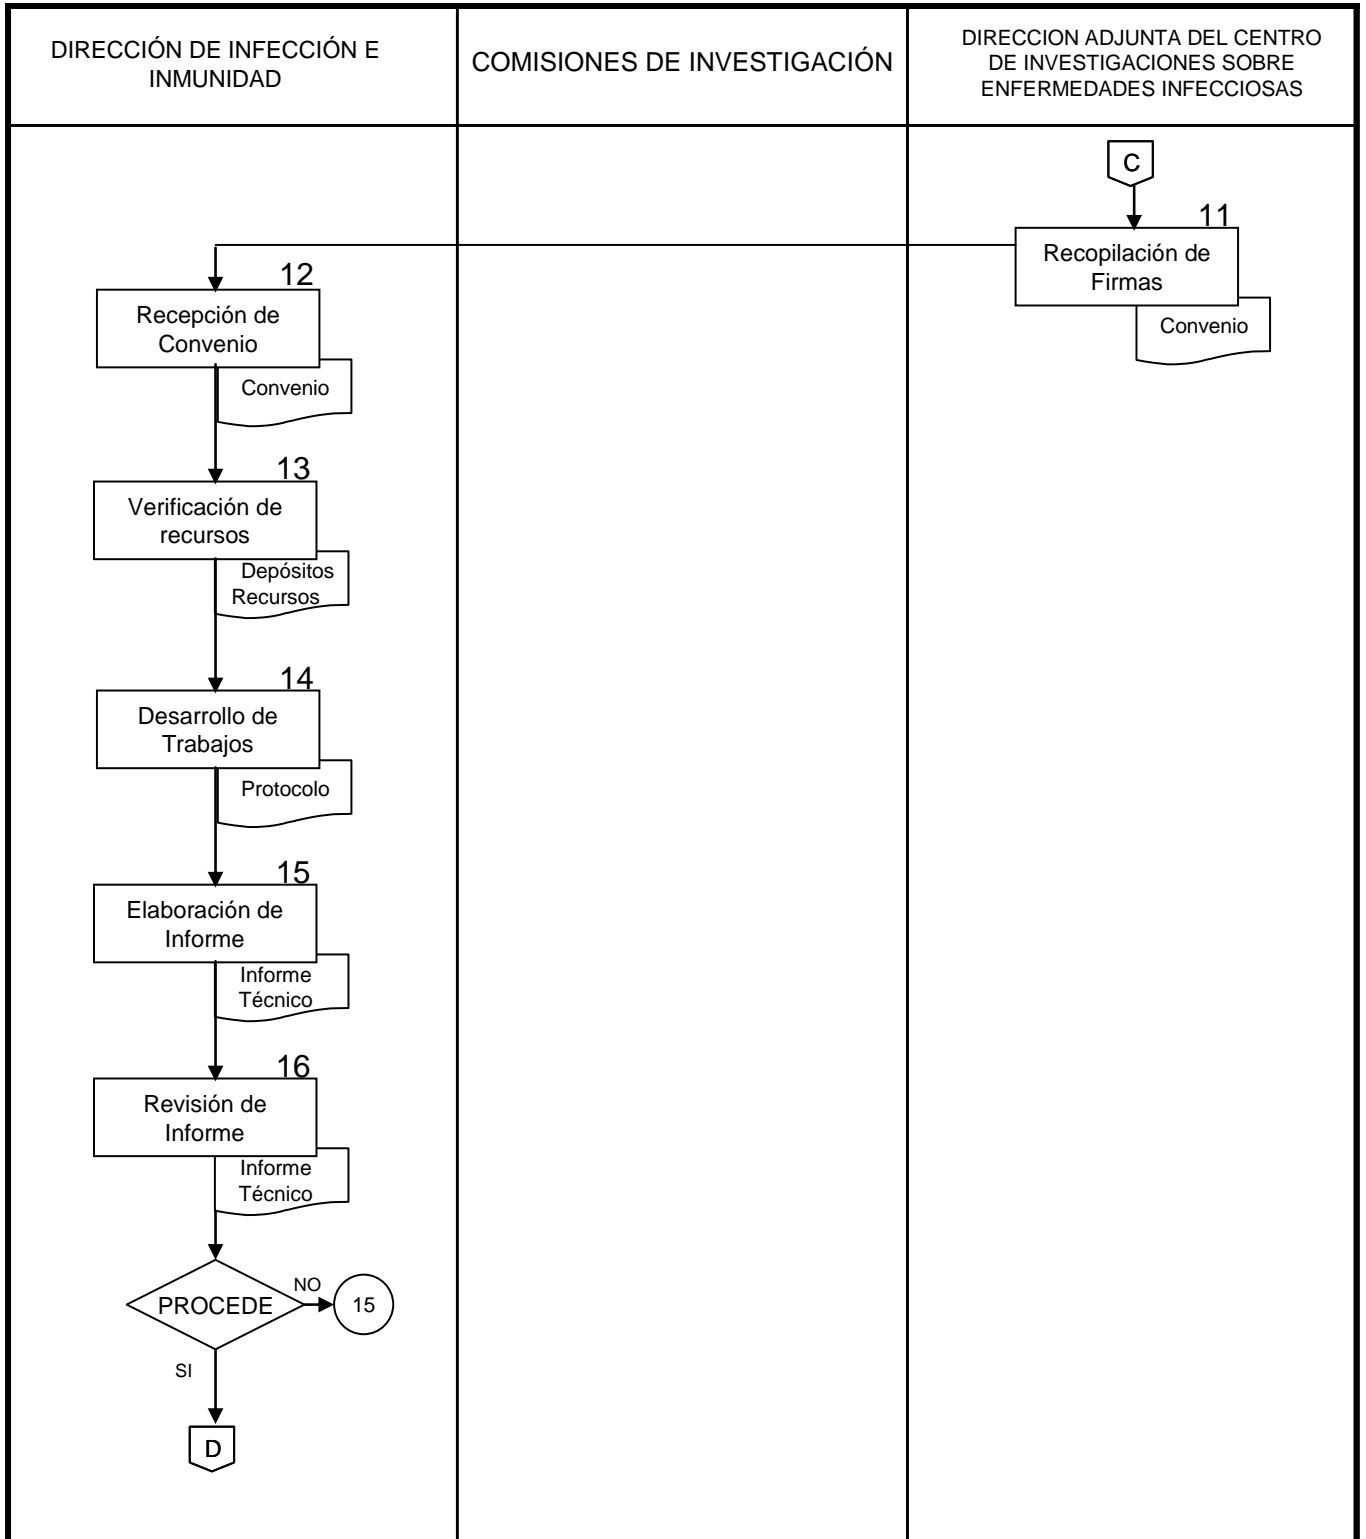 DIRECCIÓN DE INFECCIÓN E
INMUNIDAD
COMISIONES DE INVESTIGACIÓN
DIRECCION ADJUNTA DEL CENTRO
DE INVESTIGACIONES SOBRE
ENFERMEDADES INFECCIOSAS
C
11
Recopilación de
Firmas
Convenio
12
Recepción de
Convenio
Convenio
13
Verificación de
recursos
Depósitos
Recursos
14
Desarrollo de
Trabajos
Protocolo
15
Elaboración de
Informe
Informe
Técnico
16
Revisión de
Informe
Informe
Técnico
PROCEDE
NO
15
SI
D